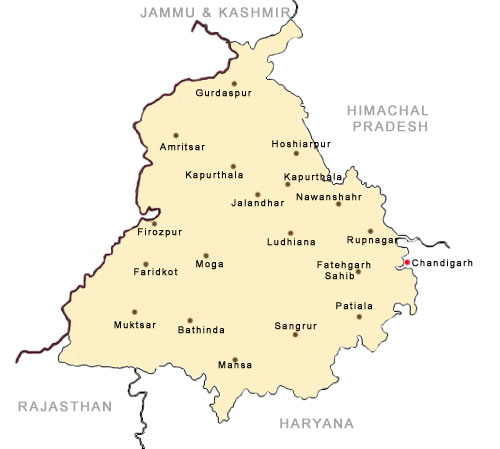 JAMMU & KASHMIR
Gurdaspur
HIMACHAL
PRADESH
Amritsar
Hoshiarpur
Kapurthala
Kapurthala
Jalandhar
Nawanshahr
Firozpur
Ludhiana
Rupnagar
Moga
Faridkot
Fatehgarh
Sahib
Chandigarh
Patiala
Muktsar
Bathinda
Sangrur
Mansa
RAJASTHAN
HARYANA